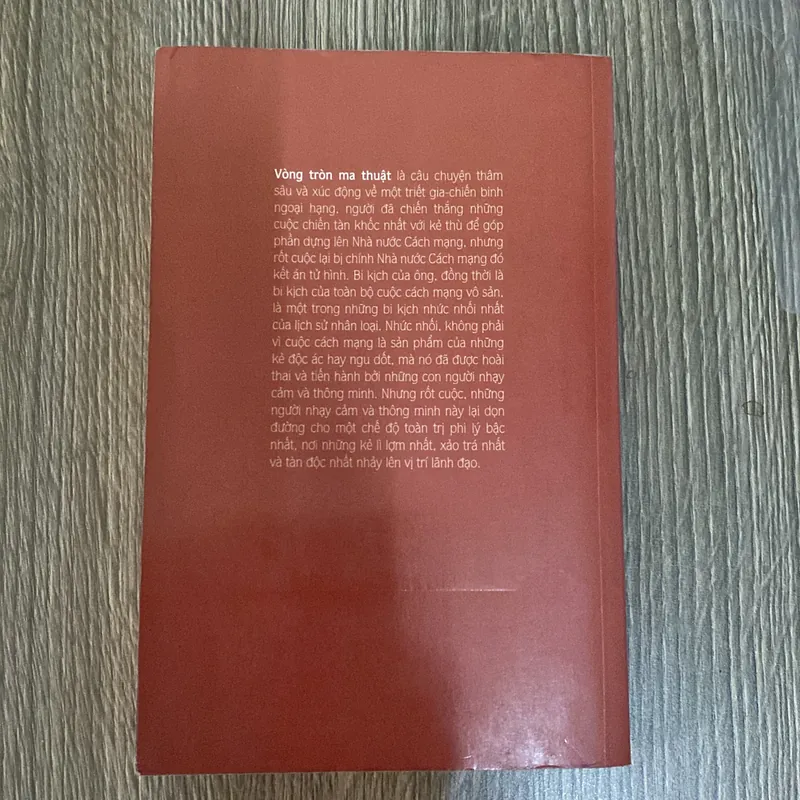 Vòng tròn ma thuật là câu chuyện thâm
sâu và xúc động về một triết gia-chiến binh
ngoại hạng, người đã chiến thắng những
cuộc chiến tàn khốc nhất với kẻ thù để góp
phần dựng lên Nhà nước Cách mạng, nhưng
rốt cuộc lại bị chính Nhà nước Cách mạng đó
kết án tử hình. Bi kịch của ông, đồng thời là
bi kịch của toàn bộ cuộc cách mạng vô sản,
là một trong những bi kịch nhức nhối nhất
của lịch sử nhân loại. Nhức nhối, không phải
vì cuộc cách mạng là sản phẩm của những
kẻ độc ác hay ngu dốt, mà nó đã được hoài
thai và tiến hành bởi những con người nhạy
cảm và thông minh. Nhưng rốt cuộc, những
người nhạy cảm và thông minh này lại dọn
đường cho một chế độ toàn trị phi lý bậc
nhất, nơi những kẻ lì lợm nhất, xảo trá nhất
và tàn độc nhất nhảy lên vị trí lãnh đạo.